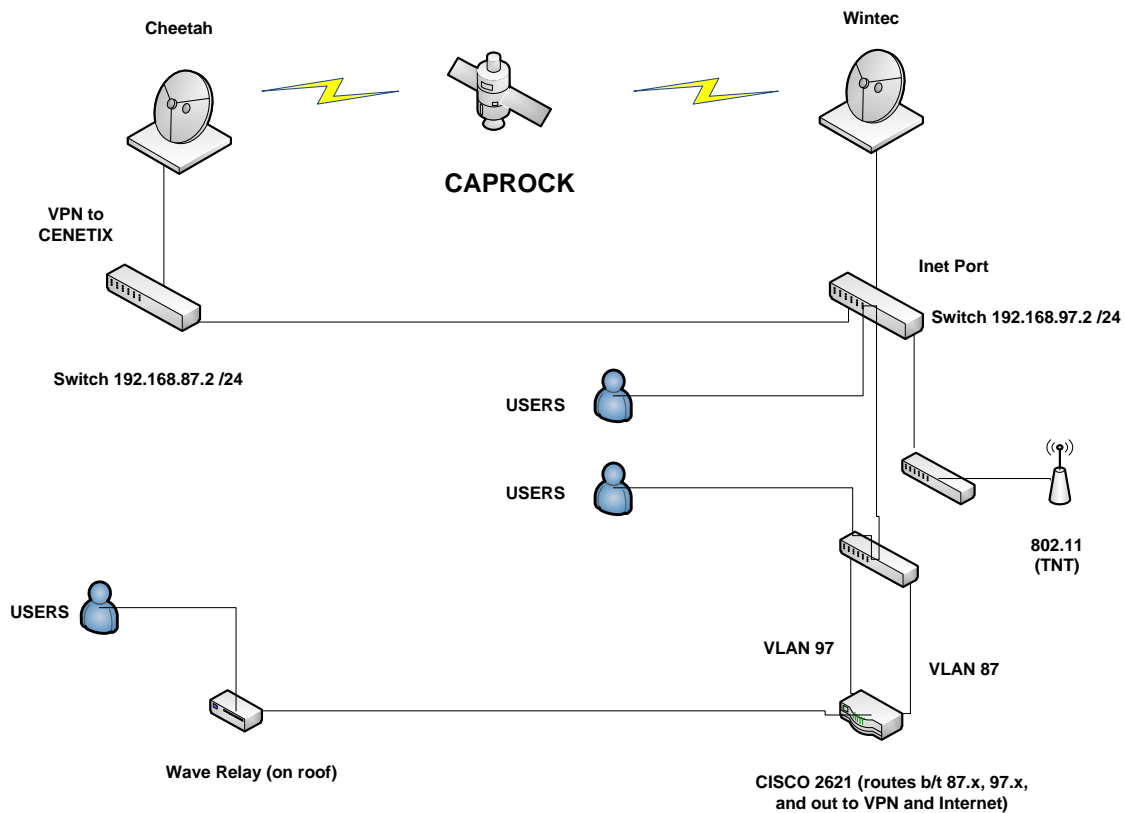 Cheetah
Wintec
CAPROCK
VPN to
CENETIX
Inet Port
Switch 192.168.97.2 /24
Switch 192.168.87.2 /24
USERS
USERS
802.11
(TNT)
USERS
VLAN 97
VLAN 87
Wave Relay (on roof)
CISCO 2621 (routes b/t 87.x, 97.x,
and out to VPN and Internet)